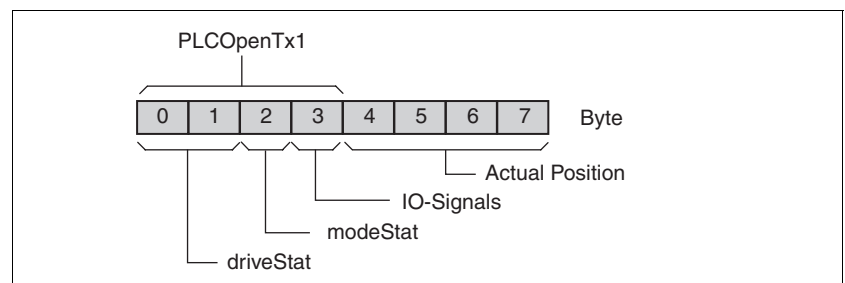 PLCOpenTx1
0 1 2 3 4 5 6 7 Byte
Actual Position
IO-Signals
modeStat
driveStat